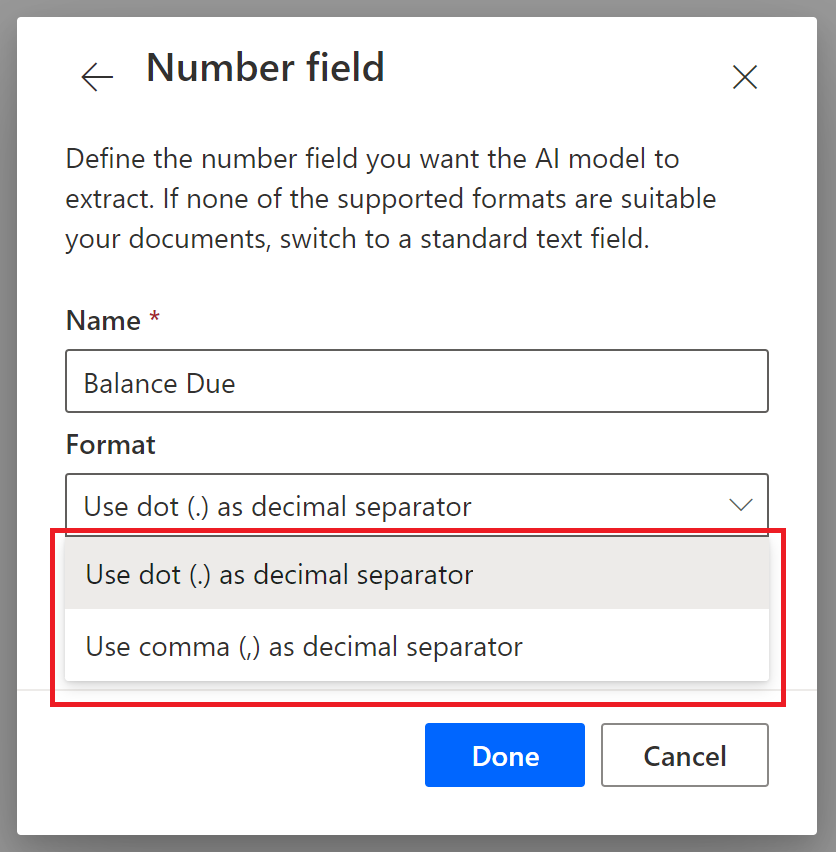 Number field
Define the number field you want the AI model to
extract. If none of the supported formats are suitable
your documents, switch to a standard text field.
Name *
Balance Due
Format
Use dot (.) as decimal separator
Use dot (.) as decimal separator
Use comma (,) as decimal separator
Done
Cancel